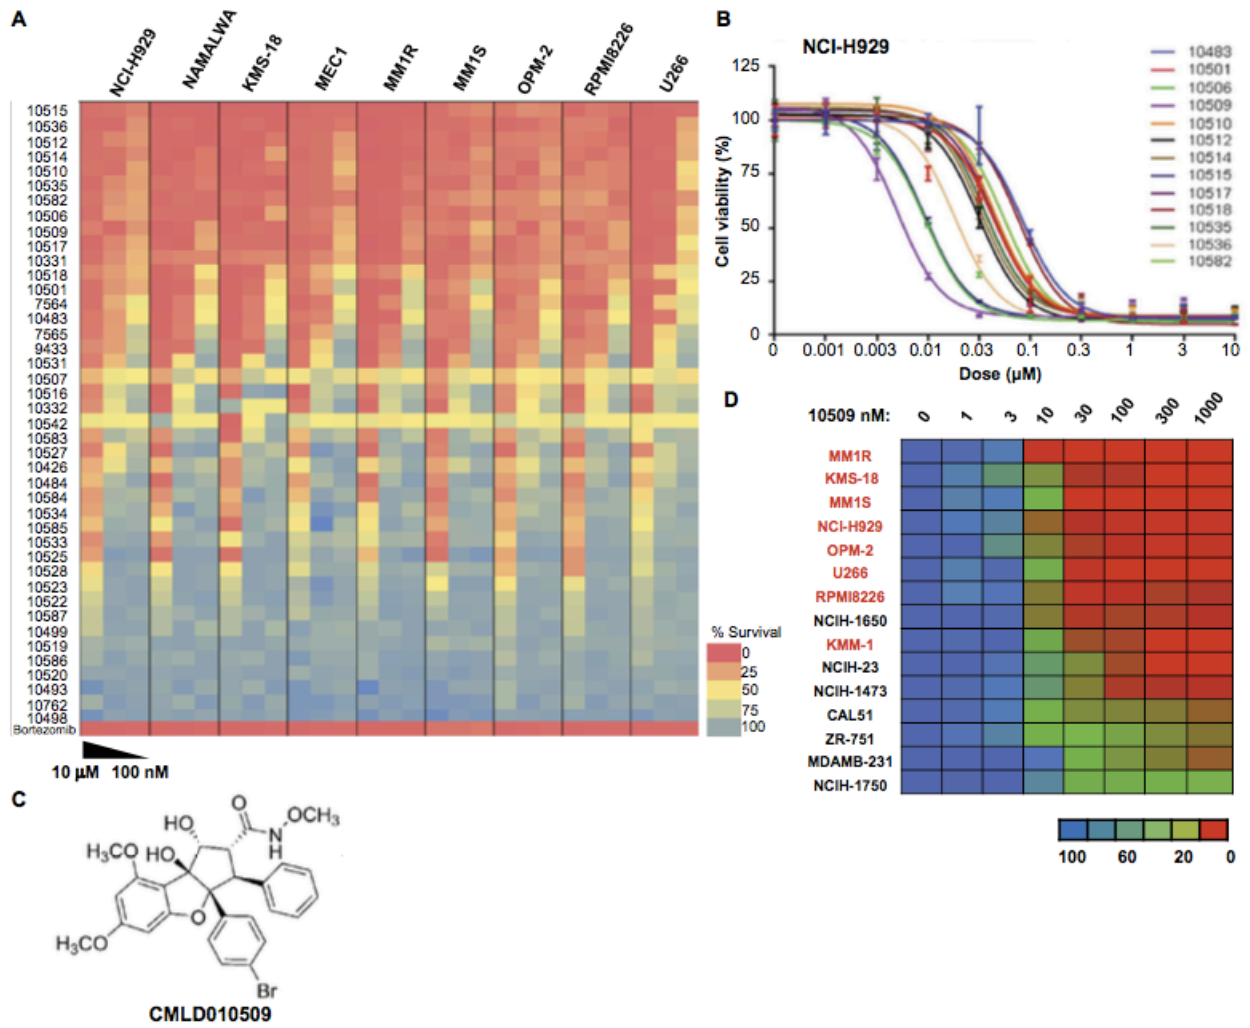 A
NCI-H929 NAMALWA KMS-18 MEC1 MM1R MM1S OPM-2 RPMI8226 U266
10515
10536
10512
10514
10510
10535
10582
10506
10509
10517
10331
10518
10501
7564
10483
7565
9433
10531
10507
10516
10332
10542
10583
10527
10426
10484
10584
10534
10585
10533
10525
10528
10523
10522
10587
10499
10519
10586
10520
10493
10762
10498
Bortezomib
10 µM 100 nM
% Survival
0
25
50
75
100
B
NCI-H929
Cell viability (%)
125
100
75
50
25
0
0 0.001 0.003 0.01 0.03 0.1 0.3 1 3 10
Dose (µM)
10483
10501
10506
10509
10510
10512
10514
10515
10517
10518
10535
10536
10582
C
HO
O
OCH3
N
H
H3CO
HO
O
H3CO
Br
CMLD010509
D
10509 nM: 0 1 3 10 30 100 300 1000
MM1R
KMS-18
MM1S
NCI-H929
OPM-2
U266
RPMI8226
NCIH-1650
KMM-1
NCIH-23
NCIH-1473
CAL51
ZR-751
MDAMB-231
NCIH-1750
100 60 20 0